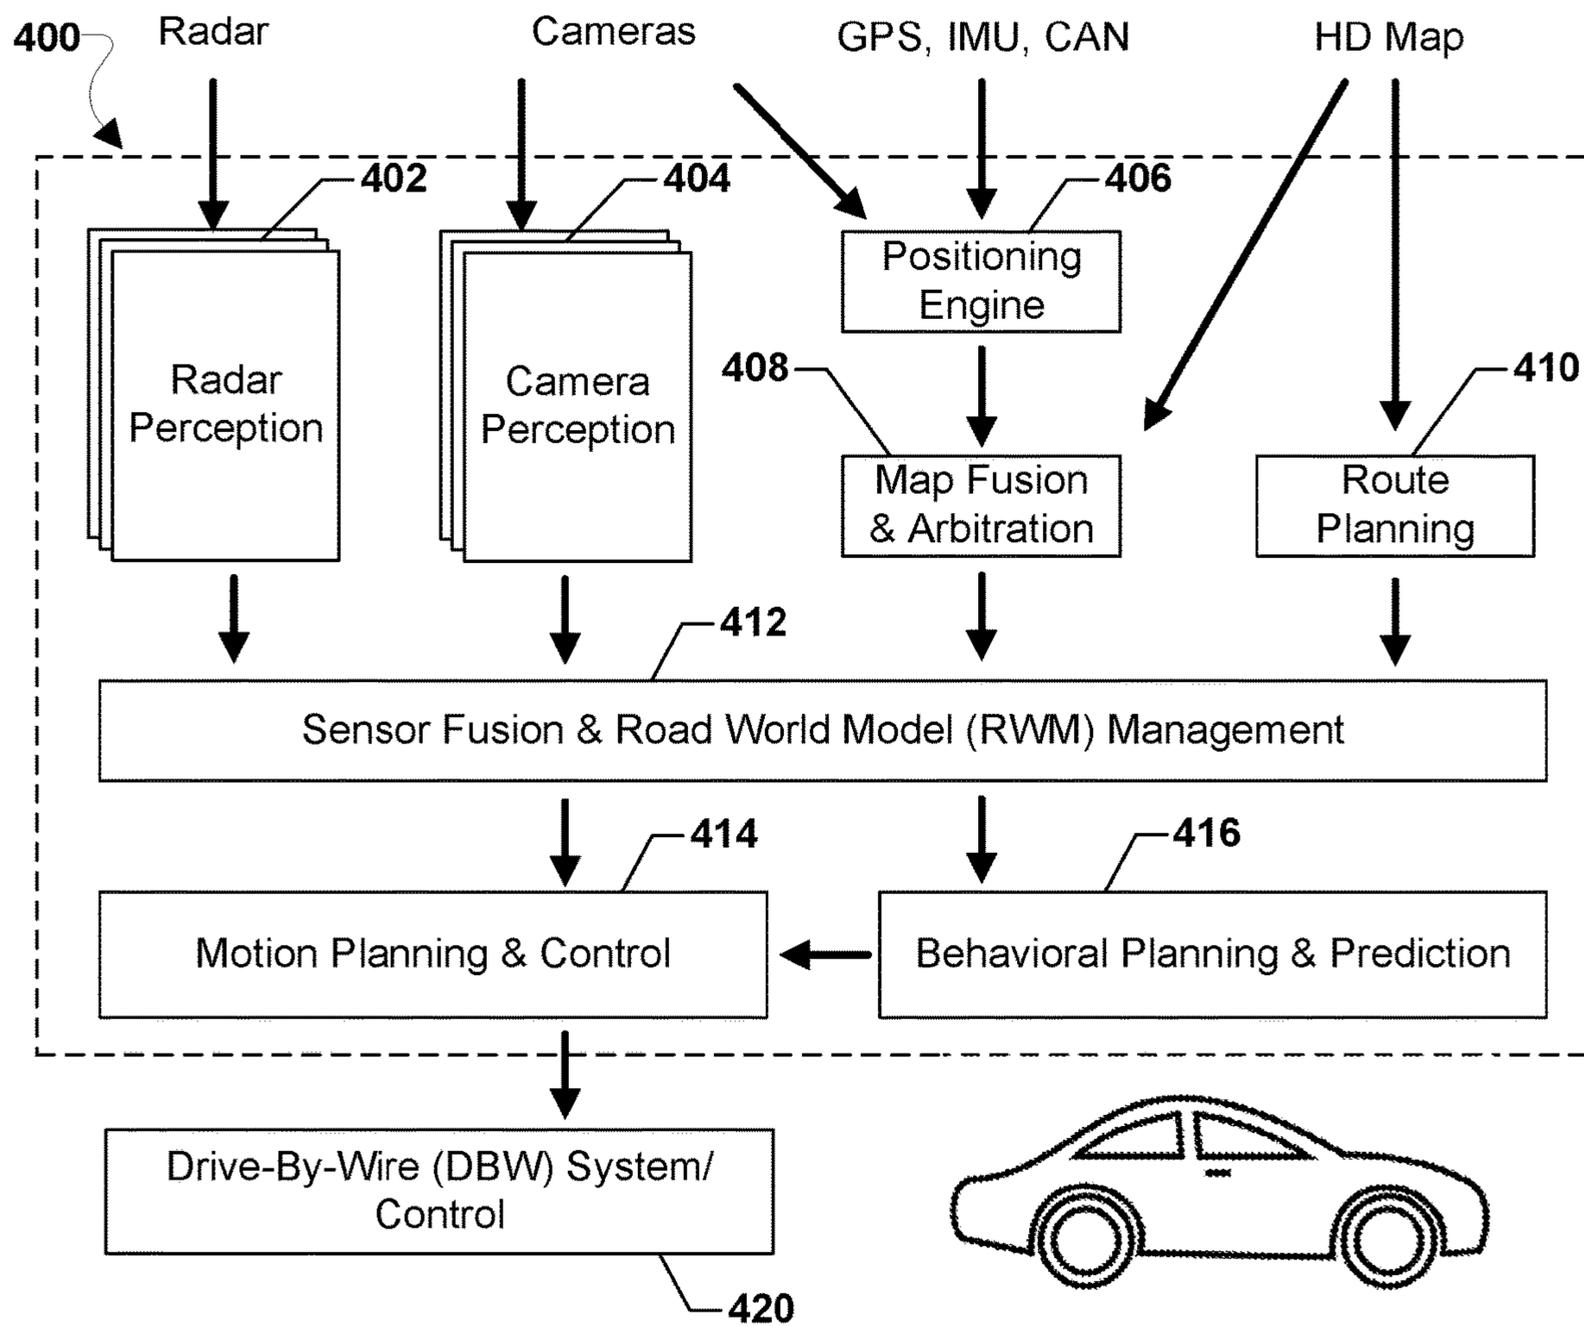 400
Radar
Cameras
GPS, IMU, CAN
HD Map
402
404
406
Positioning
Engine
Radar
Perception
Camera
Perception
408
410
Map Fusion
& Arbitration
Route
Planning
412
Sensor Fusion & Road World Model (RWM) Management
414
416
Motion Planning & Control
Behavioral Planning & Prediction
Drive-By-Wire (DBW) System/
Control
420